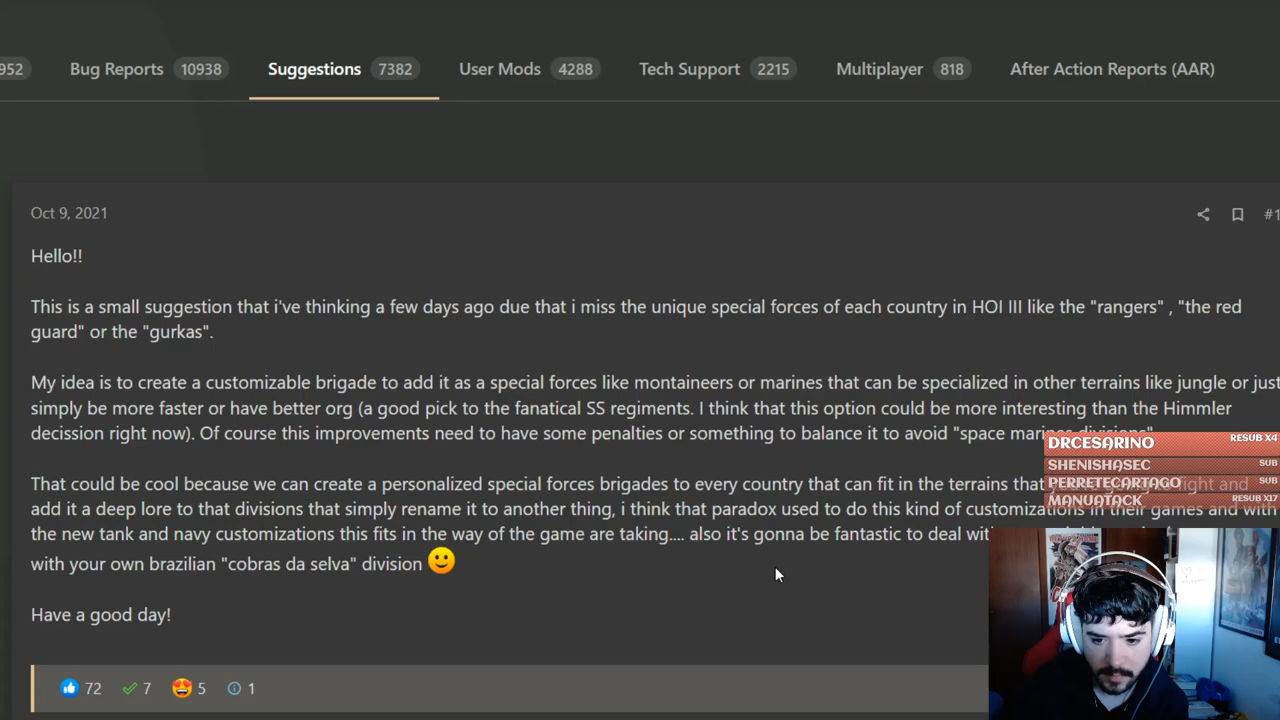 952 Bug Reports 10938 Suggestions 7382 User Mods 4288 Tech Support 2215 Multiplayer 818 After Action Reports (AAR)
Oct 9, 2021 #1
Hello!!
This is a small suggestion that i've thinking a few days ago due that i miss the unique special forces of each country in HOI III like the "rangers" , "the red
guard" or the "gurkas".
My idea is to create a customizable brigade to add it as a special forces like montaineers or marines that can be specialized in other terrains like jungle or just
simply be more faster or have better org (a good pick to the fanatical SS regiments. I think that this option could be more interesting than the Himmler
decission right now). Of course this improvements need to have some penalties or something to balance it to avoid "space marines divisions"
DRCESARINO RESUB X4
SHENISHASEC SUB
PERRETECARTAGO SUB
MANUATACK RESUB X17
That could be cool because we can create a personalized special forces brigades to every country that can fit in the terrains that fight and
add it a deep lore to that divisions that simply rename it to another thing, i think that paradox used to do this kind of customizations in their games and with
the new tank and navy customizations this fits in the way of the game are taking.... also it's gonna be fantastic to deal
with your own brazilian "cobras da selva" division 🙂
Have a good day!
72 7 5 1